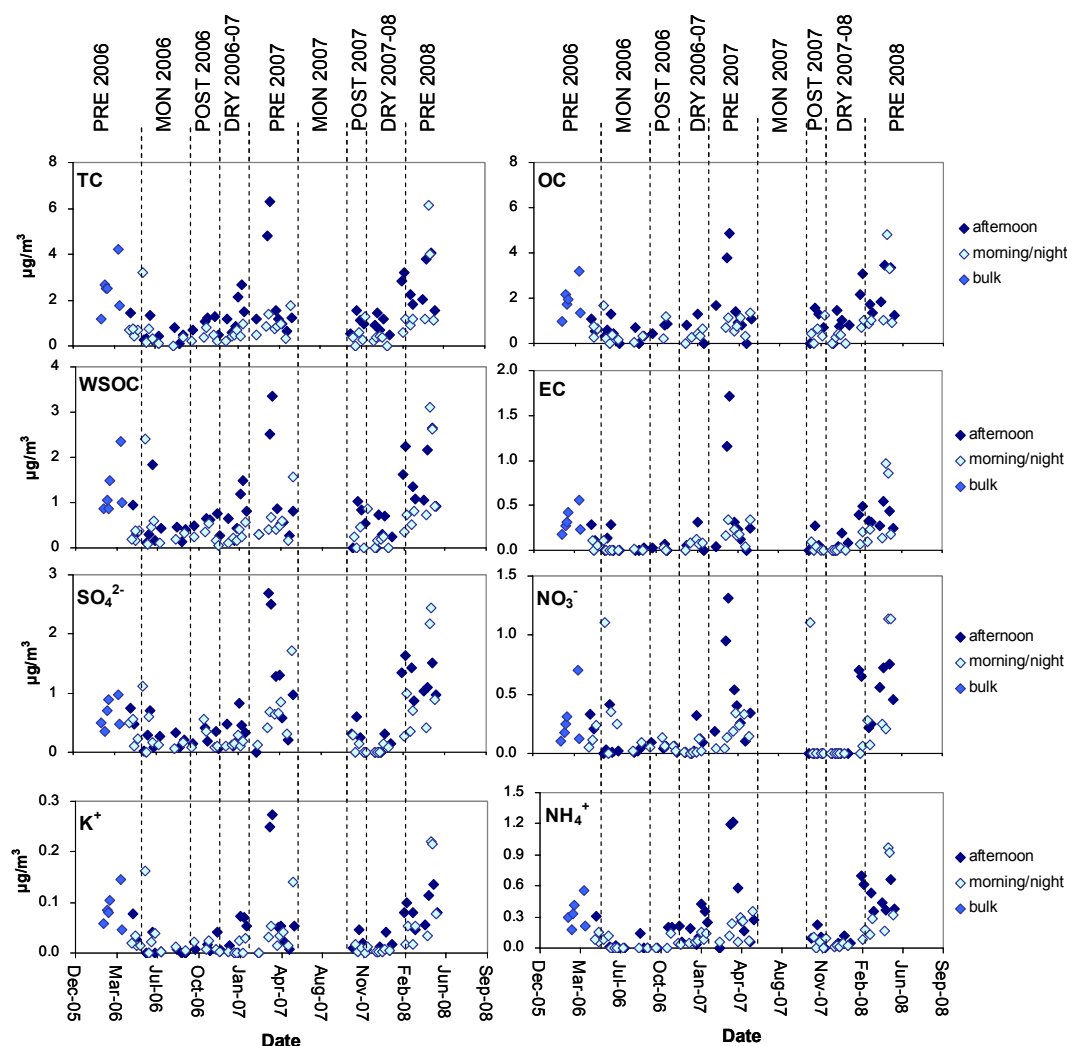 PRE 2006
MON 2006
POST 2006
DRY 2006-07
PRE 2007
MON 2007
POST 2007
DRY 2007-08
PRE 2008
PRE 2006
MON 2006
POST 2006
DRY 2006-07
PRE 2007
MON 2007
POST 2007
DRY 2007-08
PRE 2008
TC
µg/m³
8
6
4
2
0
OC
8
6
4
2
0
afternoon
morning/night
bulk
WSOC
µg/m³
4
3
2
1
0
EC
2.0
1.5
1.0
0.5
0.0
afternoon
morning/night
bulk
SO₄²⁻
µg/m³
3
2
1
0
NO₃⁻
1.5
1.0
0.5
0.0
afternoon
morning/night
bulk
K⁺
µg/m³
0.3
0.2
0.1
0.0
NH₄⁺
1.5
1.2
0.9
0.6
0.3
0.0
afternoon
morning/night
bulk
Dec-05
Mar-06
Jul-06
Oct-06
Jan-07
Apr-07
Aug-07
Nov-07
Feb-08
Jun-08
Sep-08
Date
Dec-05
Mar-06
Jul-06
Oct-06
Jan-07
Apr-07
Aug-07
Nov-07
Feb-08
Jun-08
Sep-08
Date